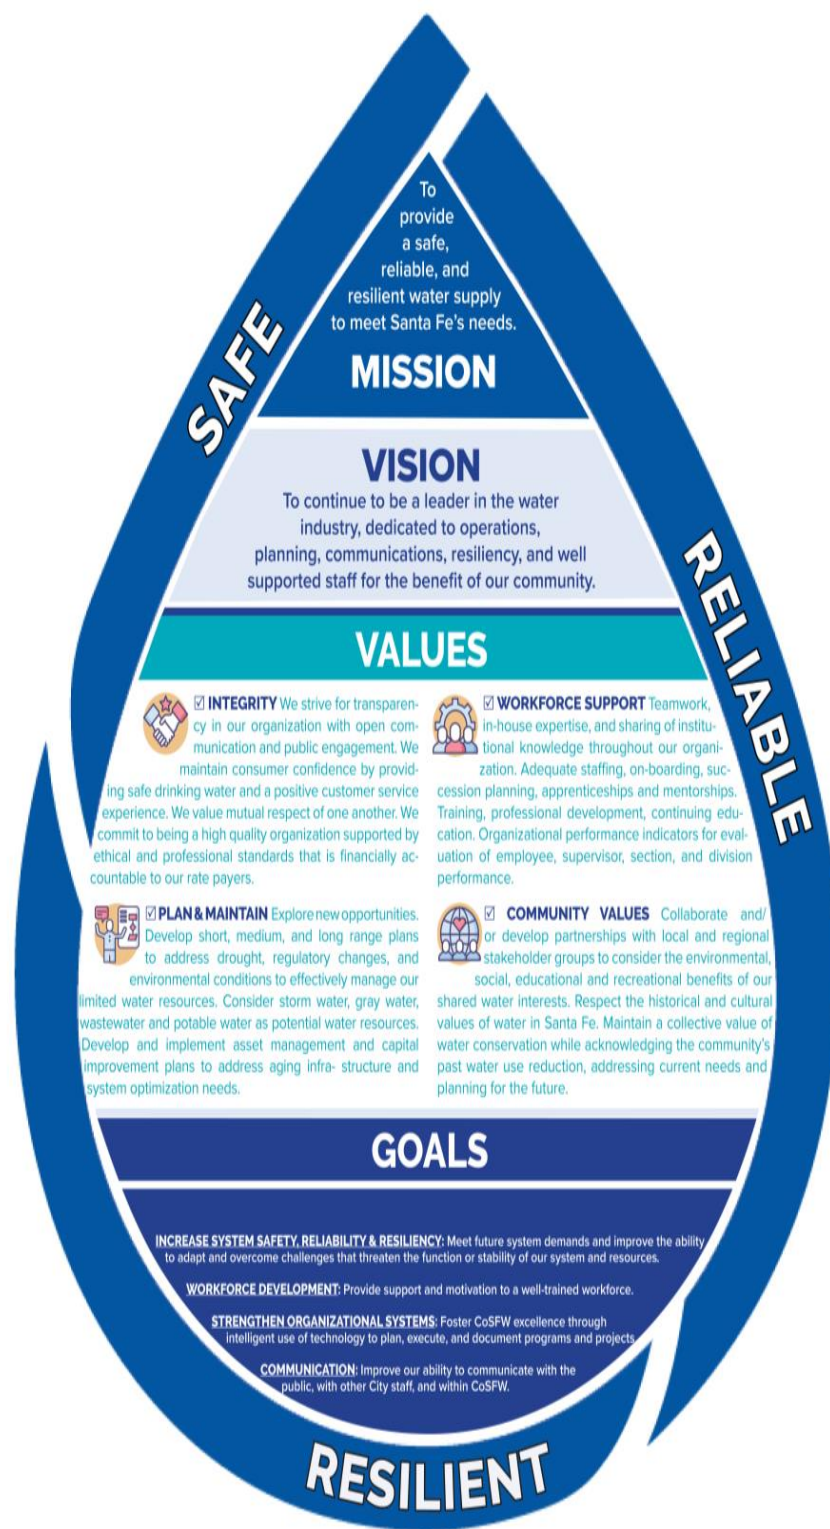 To
provide
a safe,
reliable, and
resilient water supply
to meet Santa Fe's needs.
MISSION
SAFE
VISION
To continue to be a leader in the water
industry, dedicated to operations,
planning, communications, resiliency, and well
supported staff for the benefit of our community.
RELIABLE
VALUES
☑ INTEGRITY We strive for transparen-
cy in our organization with open com-
munication and public engagement. We
maintain consumer confidence by provid-
ing safe drinking water and a positive customer service
experience. We value mutual respect of one another. We
commit to being a high quality organization supported by
ethical and professional standards that is financially ac-
countable to our rate payers.
☑ WORKFORCE SUPPORT Teamwork,
in-house expertise, and sharing of institu-
tional knowledge throughout our organi-
zation. Adequate staffing, on-boarding, suc-
cession planning, apprenticeships and mentorships.
Training, professional development, continuing edu-
cation. Organizational performance indicators for eval-
uation of employee, supervisor, section, and division
performance.
☑ PLAN & MAINTAIN Explore new opportunities.
Develop short, medium, and long range plans
to address drought, regulatory changes, and
environmental conditions to effectively manage our
limited water resources. Consider storm water, gray water,
wastewater and potable water as potential water resources.
Develop and implement asset management and capital
improvement plans to address aging infra- structure and
system optimization needs.
☑ COMMUNITY VALUES Collaborate and/
or develop partnerships with local and regional
stakeholder groups to consider the environmental,
social, educational and recreational benefits of our
shared water interests. Respect the historical and cultural
values of water in Santa Fe. Maintain a collective value of
water conservation while acknowledging the community's
past water use reduction, addressing current needs and
planning for the future.
GOALS
INCREASE SYSTEM SAFETY, RELIABILITY & RESILIENCY: Meet future system demands and improve the ability
to adapt and overcome challenges that threaten the function or stability of our system and resources.
WORKFORCE DEVELOPMENT: Provide support and motivation to a well-trained workforce.
STRENGTHEN ORGANIZATIONAL SYSTEMS: Foster CoSFW excellence through
intelligent use of technology to plan, execute, and document programs and projects
COMMUNICATION: Improve our ability to communicate with the
public, with other City staff, and within CoSFW.
RESILIENT